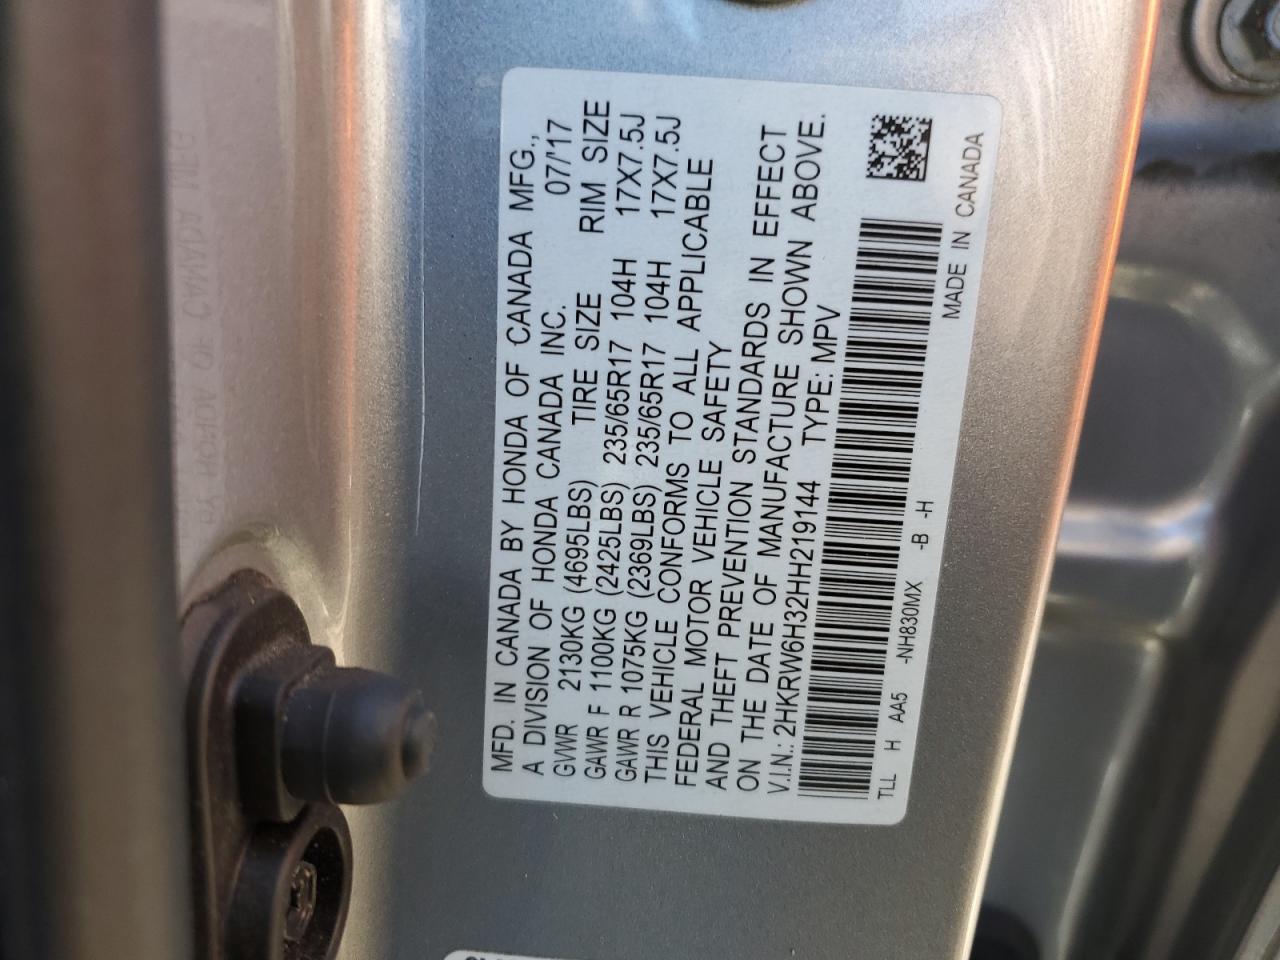 MFD. IN CANADA BY HONDA OF CANADA MFG.,
A DIVISION OF HONDA CANADA INC. 07/'17
GVWR 2130KG (4695LBS) TIRE SIZE RIM SIZE
GAWR F 1100KG (2425LBS) 235/65R17 104H 17X7.5J
GAWR R 1075KG (2369LBS) 235/65R17 104H 17X7.5J
THIS VEHICLE CONFORMS TO ALL APPLICABLE
FEDERAL MOTOR VEHICLE SAFETY
AND THEFT PREVENTION STANDARDS IN EFFECT
ON THE DATE OF MANUFACTURE SHOWN ABOVE.
V.I.N.: 2HKRW6H32HH219144 TYPE: MPV
TLL H AA5 -NH830MX -B -H
MADE IN CANADA